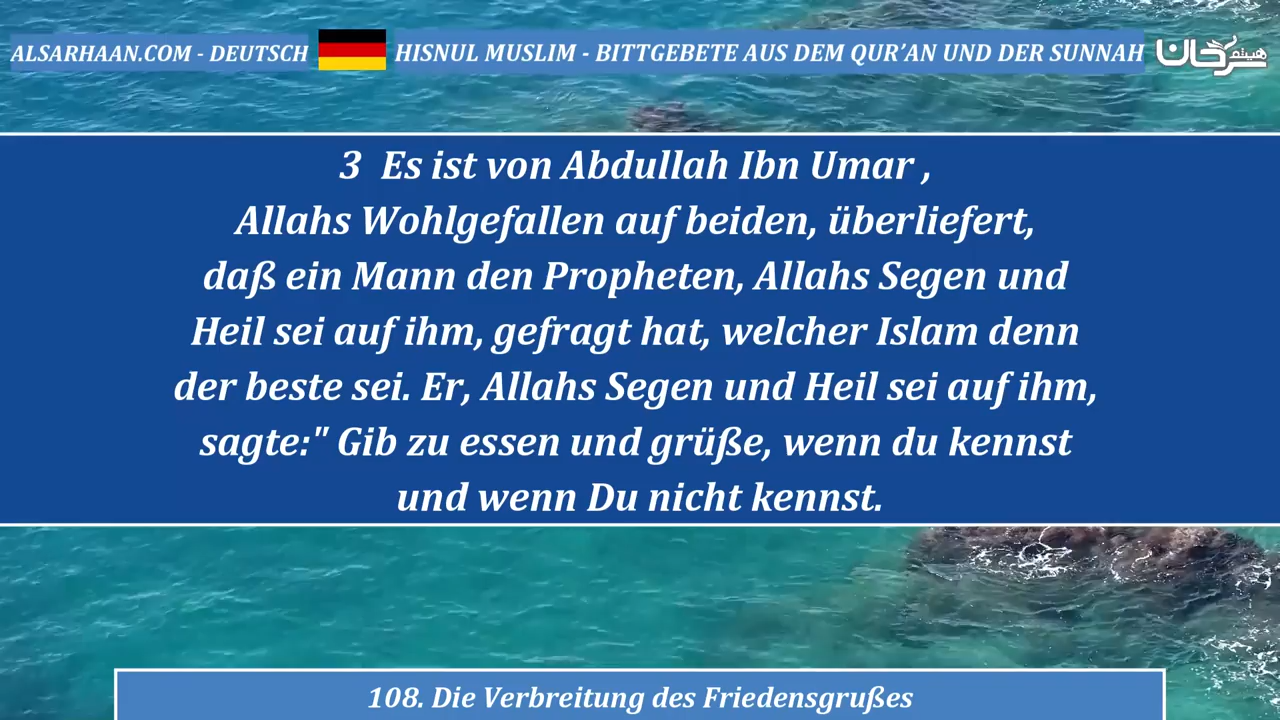 ALSARHAAN.COM - DEUTSCH HISNUL MUSLIM - BITTGEBETE AUS DEM QUR’AN UND DER SUNNAH هيثم سرحان
3 Es ist von Abdullah Ibn Umar ,
Allahs Wohlgefallen auf beiden, überliefert,
daß ein Mann den Propheten, Allahs Segen und
Heil sei auf ihm, gefragt hat, welcher Islam denn
der beste sei. Er, Allahs Segen und Heil sei auf ihm,
sagte:" Gib zu essen und grüße, wenn du kennst
und wenn Du nicht kennst.
108. Die Verbreitung des Friedensgrußes